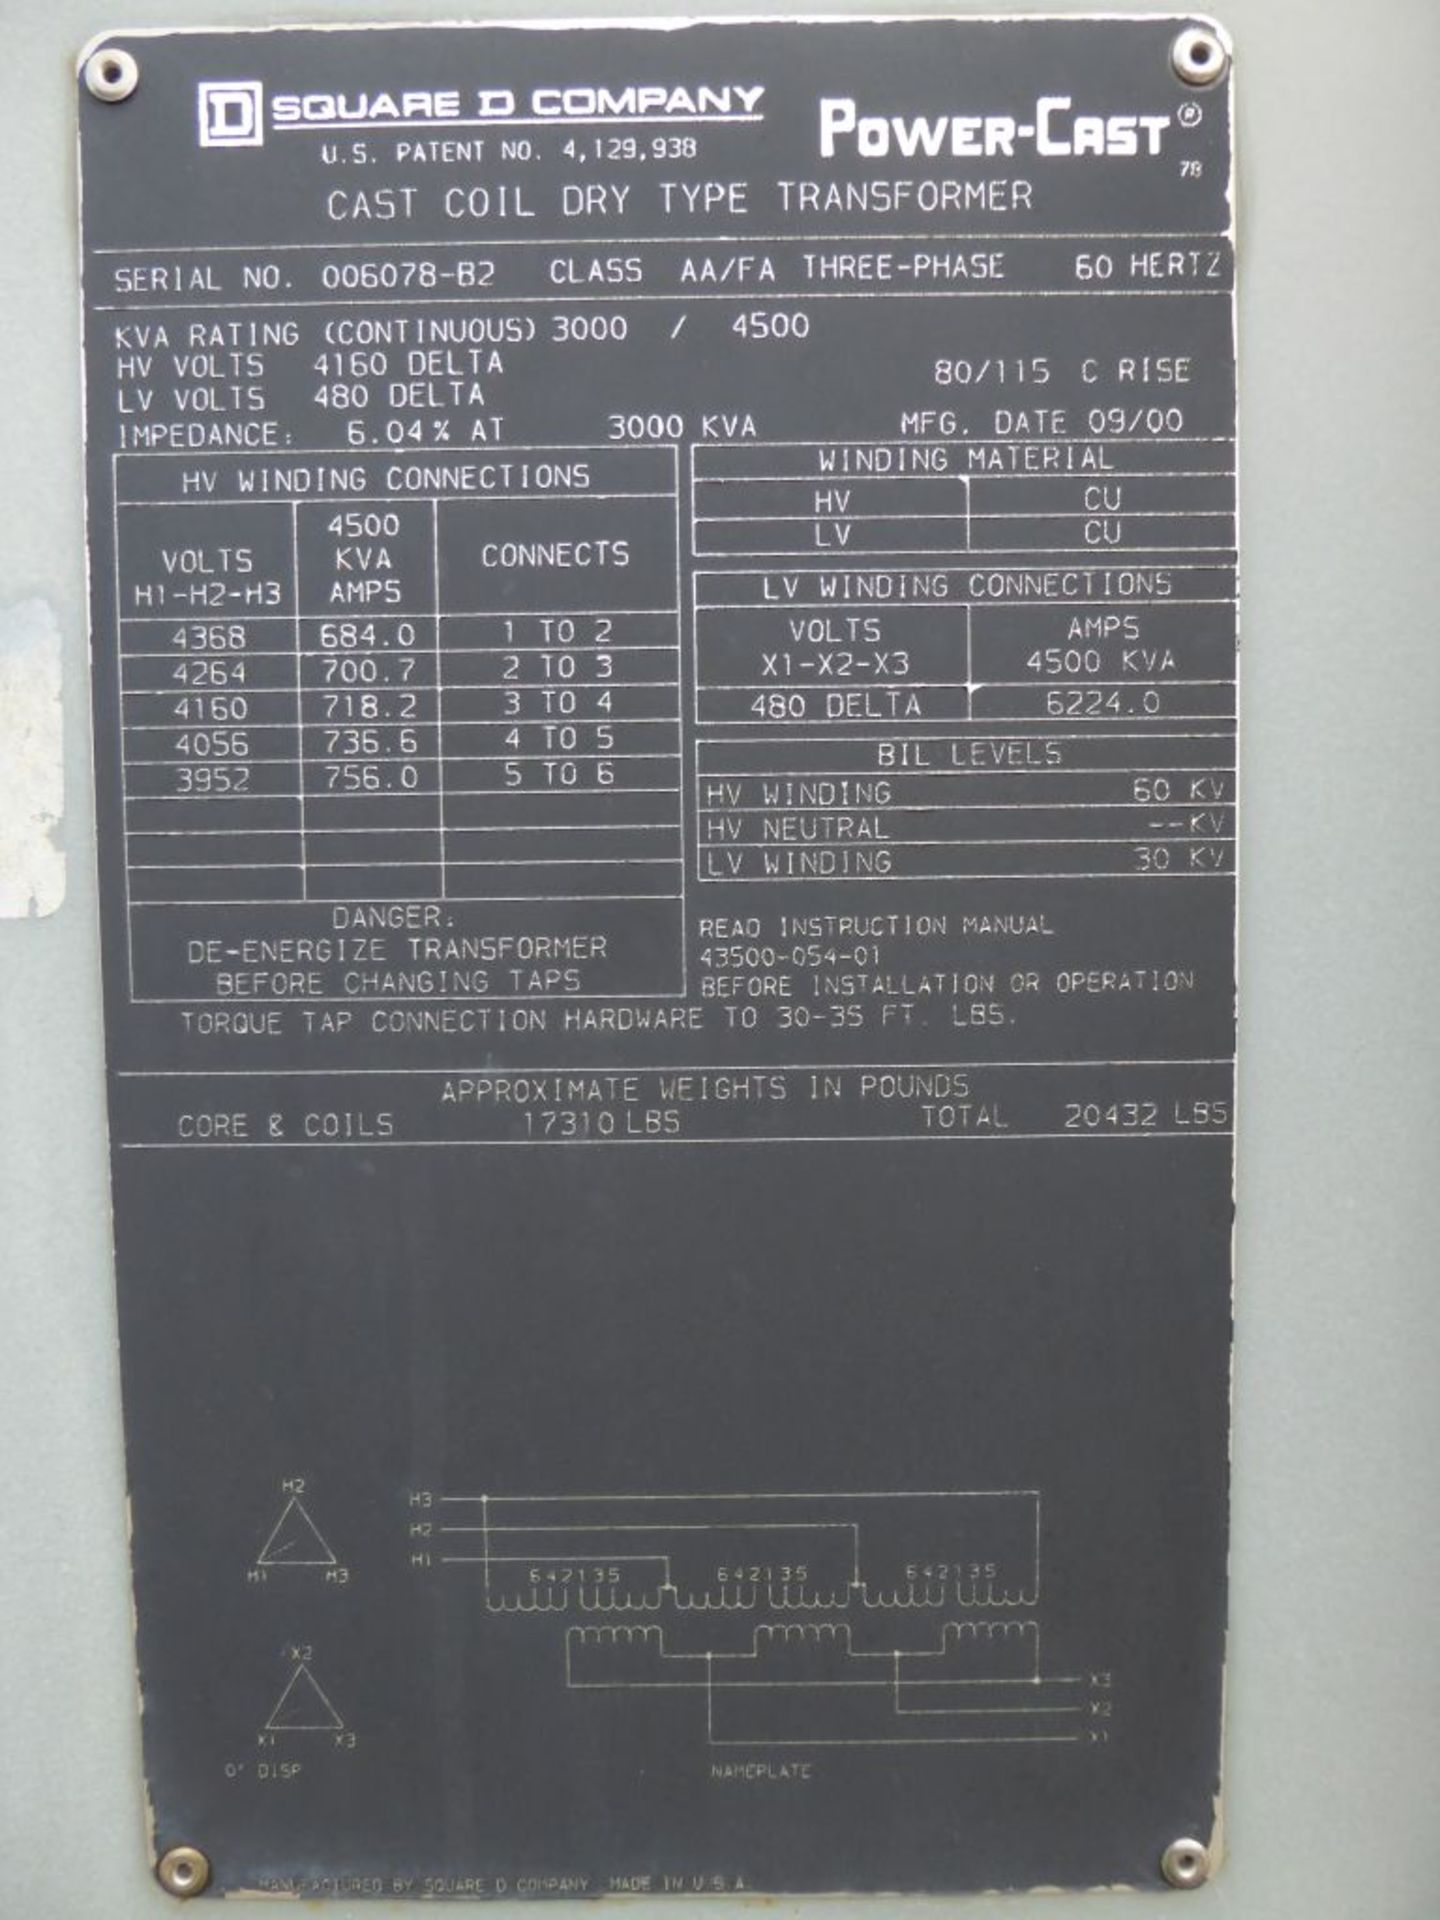 D SQUARE D COMPANY
POWER-CAST ®
U.S. PATENT NO. 4,129,938
78
CAST COIL DRY TYPE TRANSFORMER
SERIAL NO. 006078-B2 CLASS AA/FA THREE-PHASE 60 HERTZ
KVA RATING (CONTINUOUS) 3000 / 4500
HV VOLTS 4160 DELTA
80/115 C RISE
LV VOLTS 480 DELTA
IMPEDANCE: 6.04% AT 3000 KVA MFG. DATE 09/00
HV WINDING CONNECTIONS
VOLTS H1-H2-H3 4500 KVA AMPS CONNECTS
4368 684.0 1 TO 2
4264 700.7 2 TO 3
4160 718.2 3 TO 4
4056 736.6 4 TO 5
3952 756.0 5 TO 6
DANGER:
DE-ENERGIZE TRANSFORMER
BEFORE CHANGING TAPS
WINDING MATERIAL
HV CU
LV CU
LV WINDING CONNECTIONS
VOLTS AMPS
X1-X2-X3 4500 KVA
480 DELTA 6224.0
BIL LEVELS
HV WINDING 60 KV
HV NEUTRAL --KV
LV WINDING 30 KV
READ INSTRUCTION MANUAL
43500-054-01
BEFORE INSTALLATION OR OPERATION
TORQUE TAP CONNECTION HARDWARE TO 30-35 FT. LBS.
APPROXIMATE WEIGHTS IN POUNDS
CORE & COILS 17310 LBS TOTAL 20432 LBS
H2
H1 H3
H3
H2
H1
642135 642135 642135
X2
X1 X3
0° DISP
X3
X2
X1
NAMEPLATE
MANUFACTURED BY SQUARE D COMPANY MADE IN U.S.A.